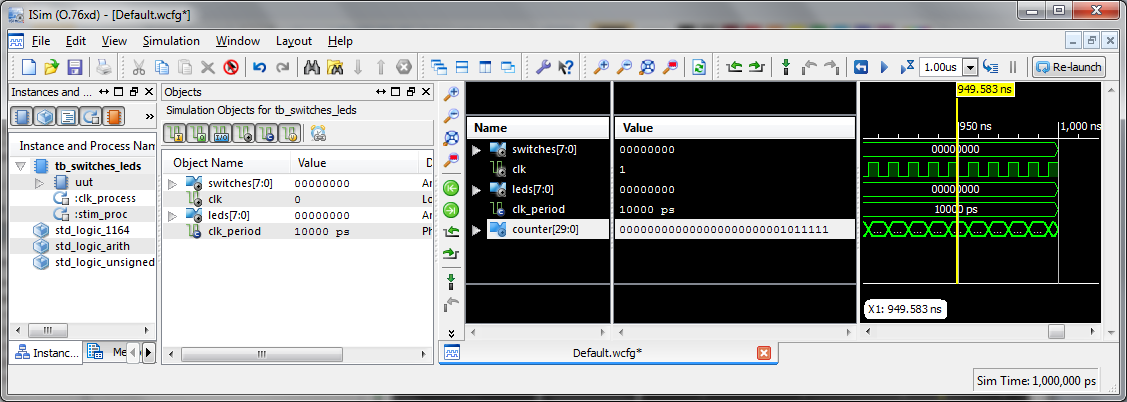 ISim (O.76xd) - [Default.wcfg*]
File Edit View Simulation Window Layout Help
1.00us Re-launch
Instances and ...
Instance and Process Nam
tb_switches_leds
uut
:clk_process
:stim_proc
std_logic_1164
std_logic_arith
std_logic_unsigned
Instanc...
Me
Objects
Simulation Objects for tb_switches_leds
Object Name Value D
switches[7:0] 00000000 Ar
clk 0 Lo
leds[7:0] 00000000 Ar
clk_period 10000 ps Ph
Name Value
switches[7:0] 00000000
clk 1
leds[7:0] 00000000
clk_period 10000 ps
counter[29:0] 000000000000000000000001011111
949.583 ns
950 ns 1,000 ns
00000000
00000000
10000 ps
... ... ... ... ... ... ... ... ... ...
X1: 949.583 ns
Default.wcfg*
Sim Time: 1,000,000 ps